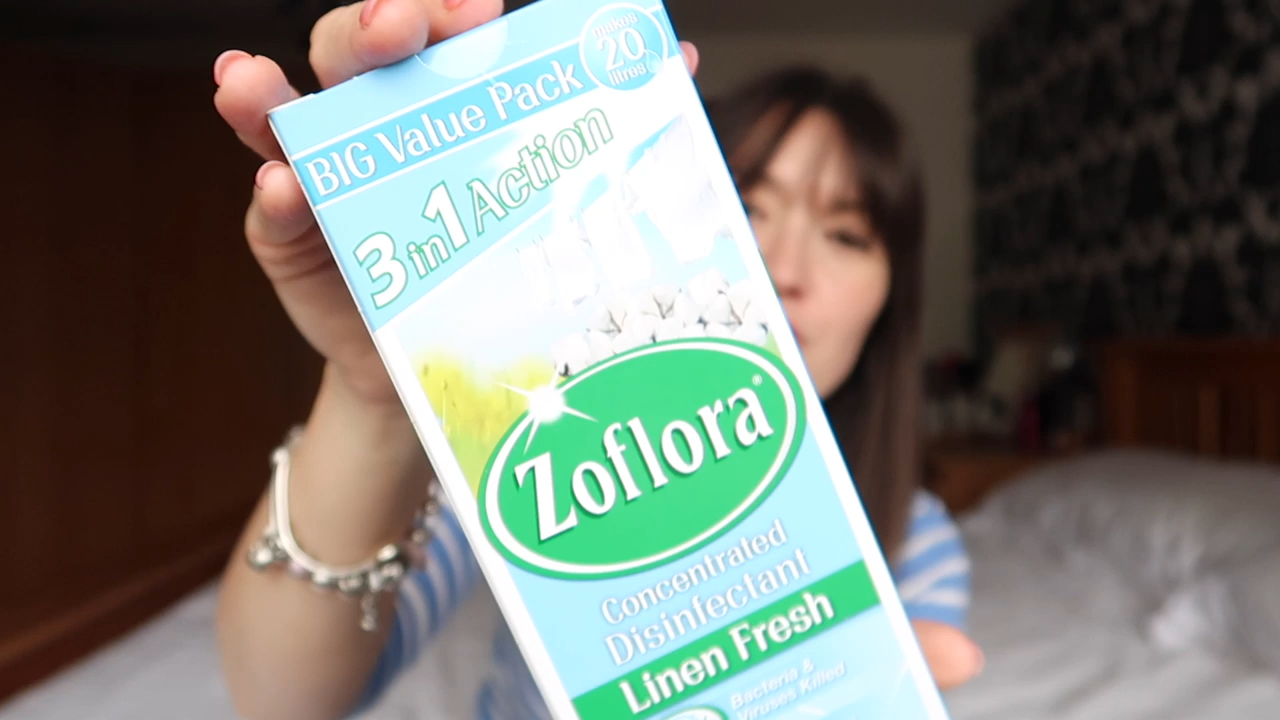 makes
20
litres
BIG Value Pack
3 in 1 Action
Zoflora®
Concentrated
Disinfectant
Linen Fresh
Bacteria &
Viruses Killed